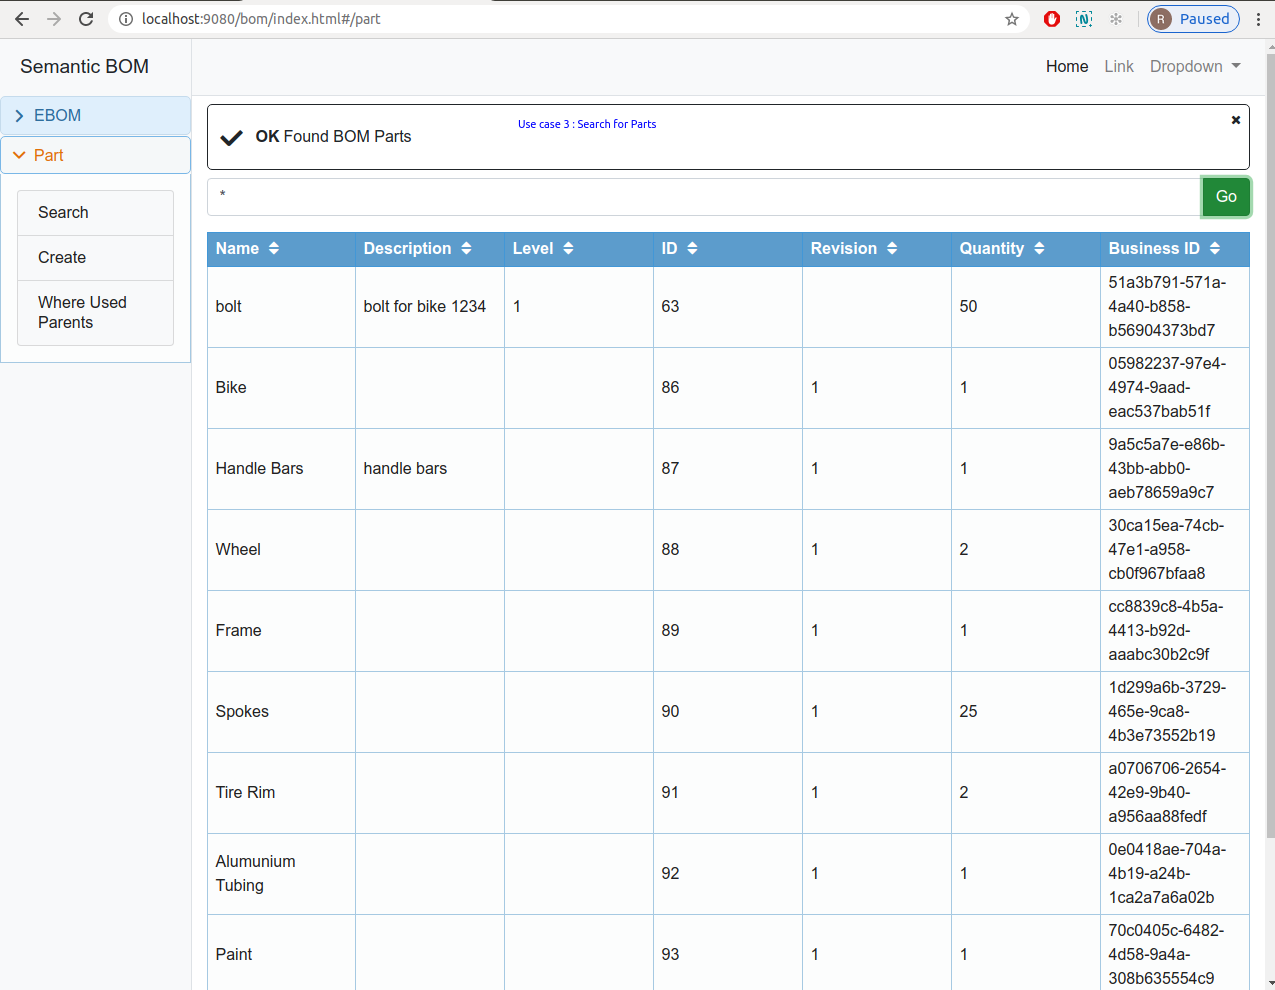 localhost:9080/bom/index.html#/part
R Paused
Semantic BOM
Home Link Dropdown
EBOM
Part
Search
Create
Where Used
Parents
OK Found BOM Parts
Use case 3 : Search for Parts
*
Go
Name Description Level ID Revision Quantity Business ID
bolt bolt for bike 1234 1 63 50 51a3b791-571a-
4a40-b858-
b56904373bd7
Bike 86 1 1 05982237-97e4-
4974-9aad-
eac537bab51f
Handle Bars handle bars 87 1 1 9a5c5a7e-e86b-
43bb-abb0-
aeb78659a9c7
Wheel 88 1 2 30ca15ea-74cb-
47e1-a958-
cb0f967bfaa8
Frame 89 1 1 cc8839c8-4b5a-
4413-b92d-
aaabc30b2c9f
Spokes 90 1 25 1d299a6b-3729-
465e-9ca8-
4b3e73552b19
Tire Rim 91 1 2 a0706706-2654-
42e9-9b40-
a956aa88fedf
Alumunium
Tubing 92 1 1 0e0418ae-704a-
4b19-a24b-
1ca2a7a6a02b
Paint 93 1 1 70c0405c-6482-
4d58-9a4a-
308b635554c9